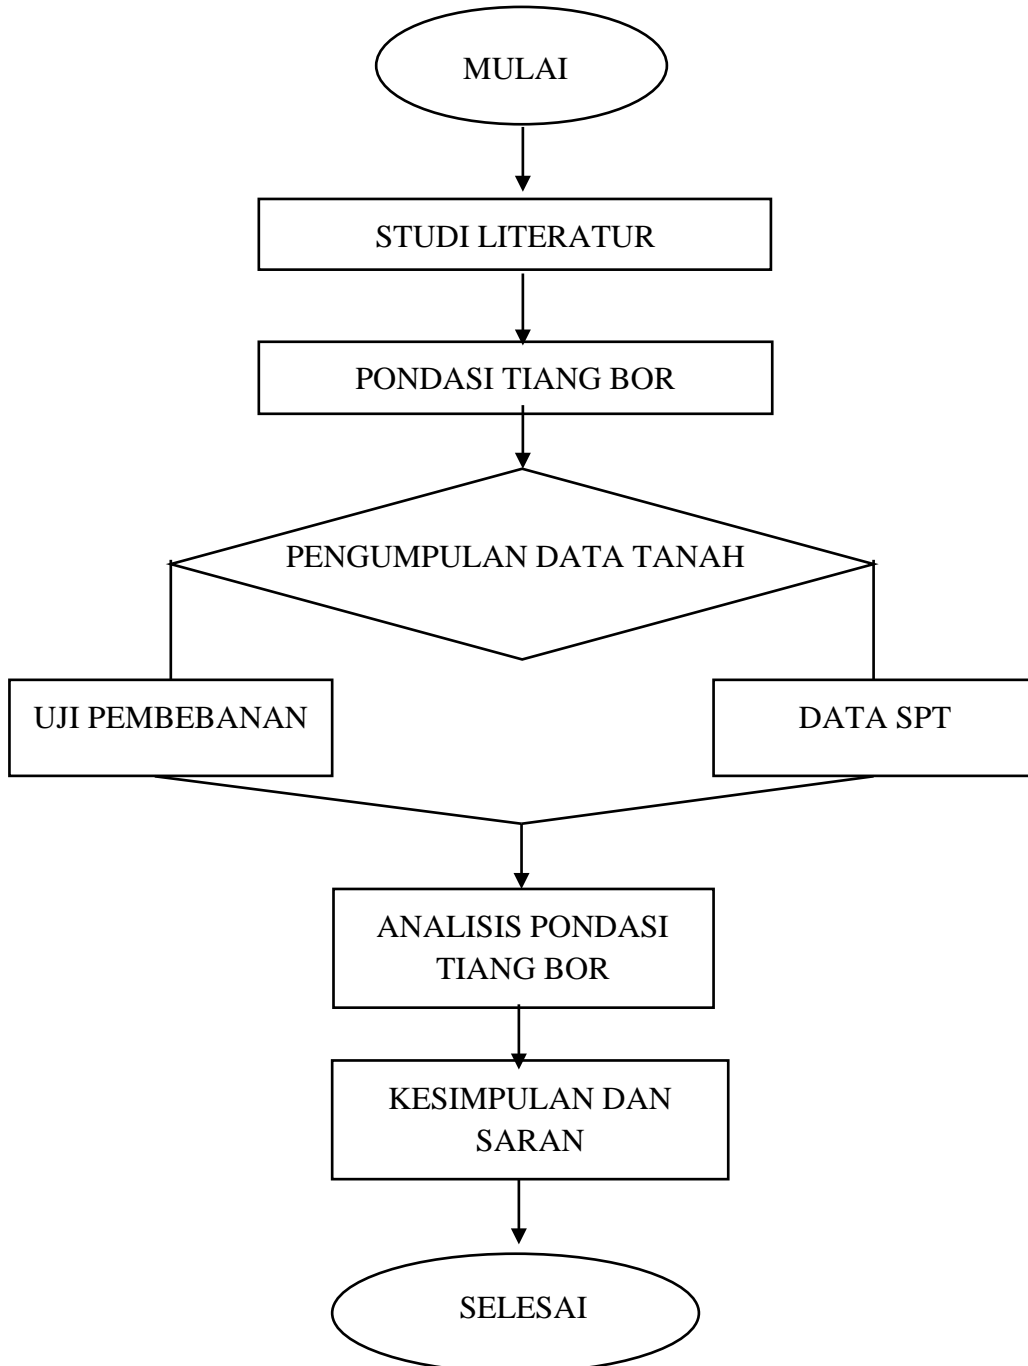 MULAI
STUDI LITERATUR
PONDASI TIANG BOR
PENGUMPULAN DATA TANAH
UJI PEMBEBANAN
DATA SPT
ANALISIS PONDASI
TIANG BOR
KESIMPULAN DAN
SARAN
SELESAI